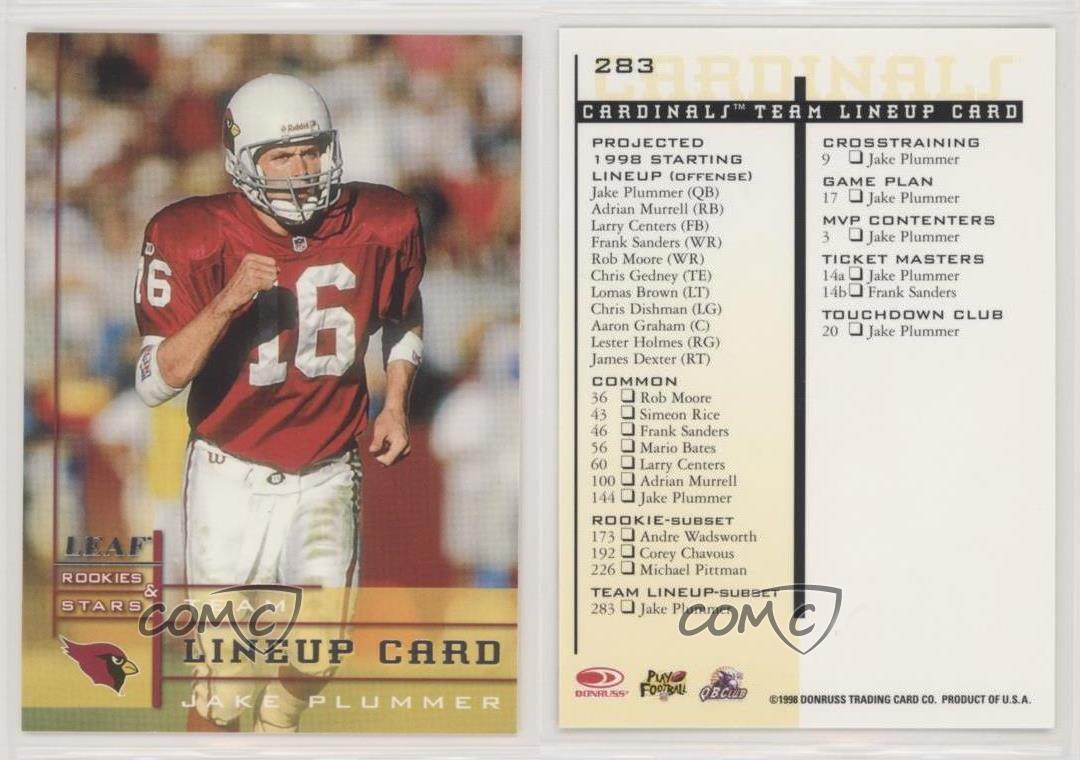 Riddell
16
16
LEAF
ROOKIES
&
STARS
TEAM
LINEUP CARD
JAKE PLUMMER
COMC
283
CARDINALS
CARDINALS™ TEAM LINEUP CARD
PROJECTED
1998 STARTING
LINEUP (OFFENSE)
Jake Plummer (QB)
Adrian Murrell (RB)
Larry Centers (FB)
Frank Sanders (WR)
Rob Moore (WR)
Chris Gedney (TE)
Lomas Brown (LT)
Chris Dishman (LG)
Aaron Graham (C)
Lester Holmes (RG)
James Dexter (RT)
COMMON
36 ❑ Rob Moore
43 ❑ Simeon Rice
46 ❑ Frank Sanders
56 ❑ Mario Bates
60 ❑ Larry Centers
100 ❑ Adrian Murrell
144 ❑ Jake Plummer
ROOKIE-SUBSET
173 ❑ Andre Wadsworth
192 ❑ Corey Chavous
226 ❑ Michael Pittman
TEAM LINEUP-SUBSET
283 ❑ Jake Plummer
CROSSTRAINING
9 ❑ Jake Plummer
GAME PLAN
17 ❑ Jake Plummer
MVP CONTENTERS
3 ❑ Jake Plummer
TICKET MASTERS
14a ❑ Jake Plummer
14b ❑ Frank Sanders
TOUCHDOWN CLUB
20 ❑ Jake Plummer
COMC
DONRUSS
PLAY
FOOTBALL
QB CLUB
©1998 DONRUSS TRADING CARD CO. PRODUCT OF U.S.A.